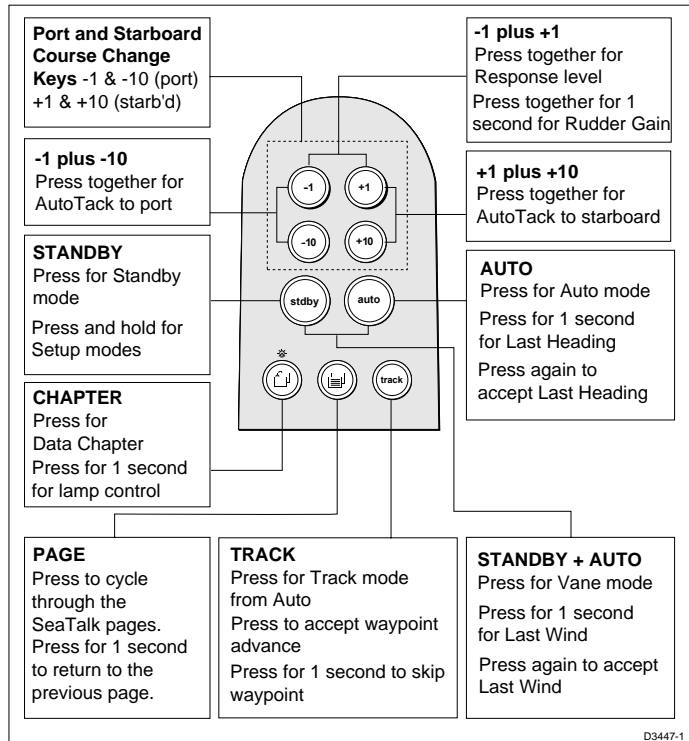 Port and Starboard
Course Change
Keys -1 & -10 (port)
+1 & +10 (starb'd)
-1 plus +1
Press together for
Response level
Press together for 1
second for Rudder Gain
-1 plus -10
Press together for
AutoTack to port
+1 plus +10
Press together for
AutoTack to starboard
-1
+1
-10
+10
STANDBY
Press for Standby
mode
Press and hold for
Setup modes
stdby
auto
AUTO
Press for Auto mode
Press for 1 second
for Last Heading
Press again to
accept Last Heading
track
CHAPTER
Press for
Data Chapter
Press for 1 second
for lamp control
PAGE
Press to cycle
through the
SeaTalk pages.
Press for 1 second
to return to the
previous page.
TRACK
Press for Track mode
from Auto
Press to accept waypoint
advance
Press for 1 second to skip
waypoint
STANDBY + AUTO
Press for Vane mode
Press for 1 second
for Last Wind
Press again to accept
Last Wind
D3447-1